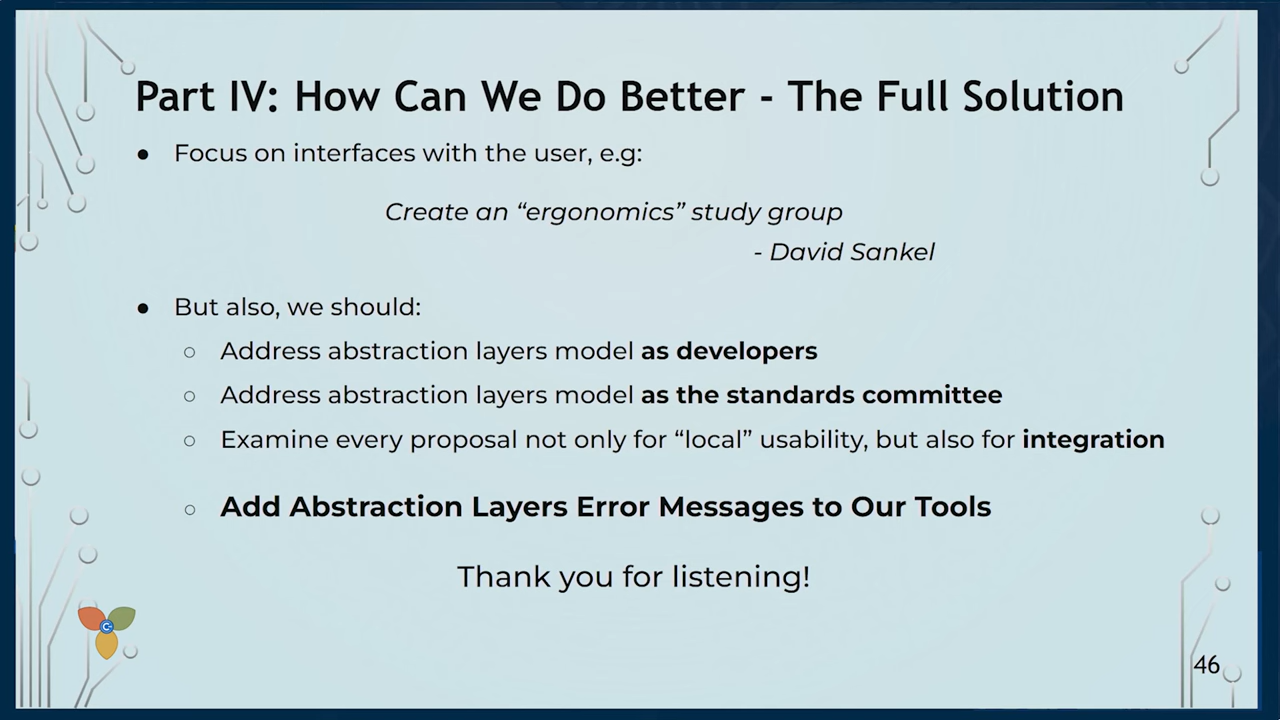 Part IV: How Can We Do Better - The Full Solution
● Focus on interfaces with the user, e.g:
Create an “ergonomics” study group
- David Sankel
● But also, we should:
○ Address abstraction layers model as developers
○ Address abstraction layers model as the standards committee
○ Examine every proposal not only for “local” usability, but also for integration
○ Add Abstraction Layers Error Messages to Our Tools
Thank you for listening!
46